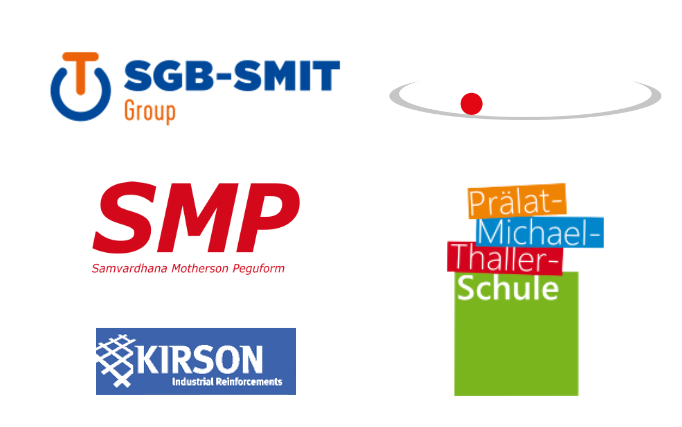 SGB-SMIT
Group
SMP
Samvardhana Motherson Peguform
KIRSON
Industrial Reinforcements
Prälat-
Michael-
Thaller-
Schule